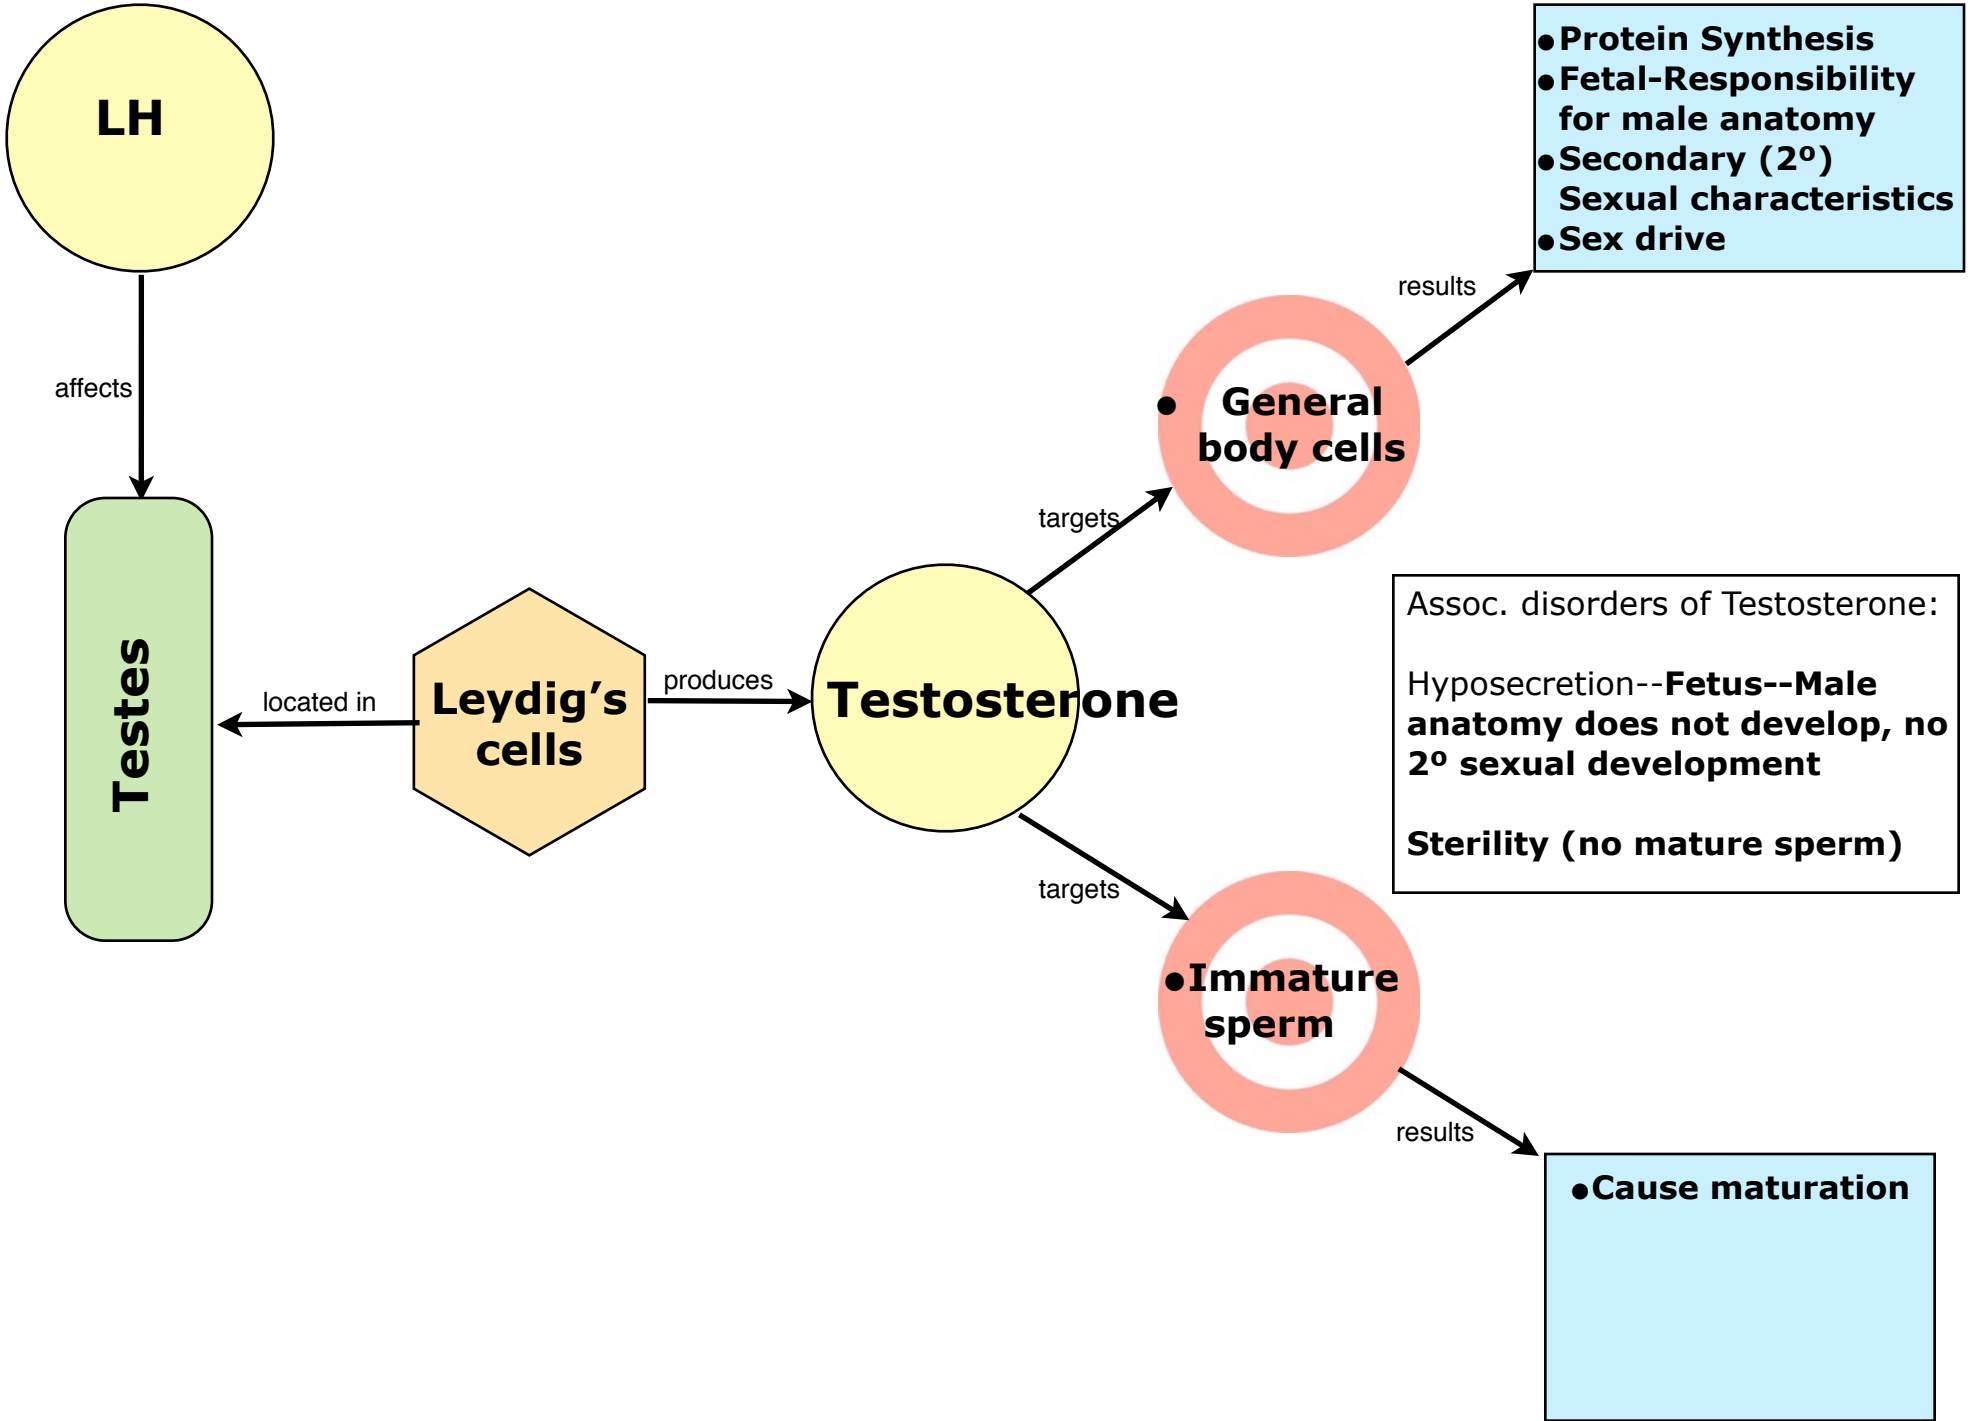 LH
affects
Testes
located in
Leydig’s
cells
produces
Testosterone
targets
● General
body cells
results
●Protein Synthesis
●Fetal-Responsibility
for male anatomy
●Secondary (2º)
Sexual characteristics
●Sex drive
Assoc. disorders of Testosterone:
Hyposecretion--Fetus--Male
anatomy does not develop, no
2º sexual development
Sterility (no mature sperm)
targets
●Immature
sperm
results
●Cause maturation